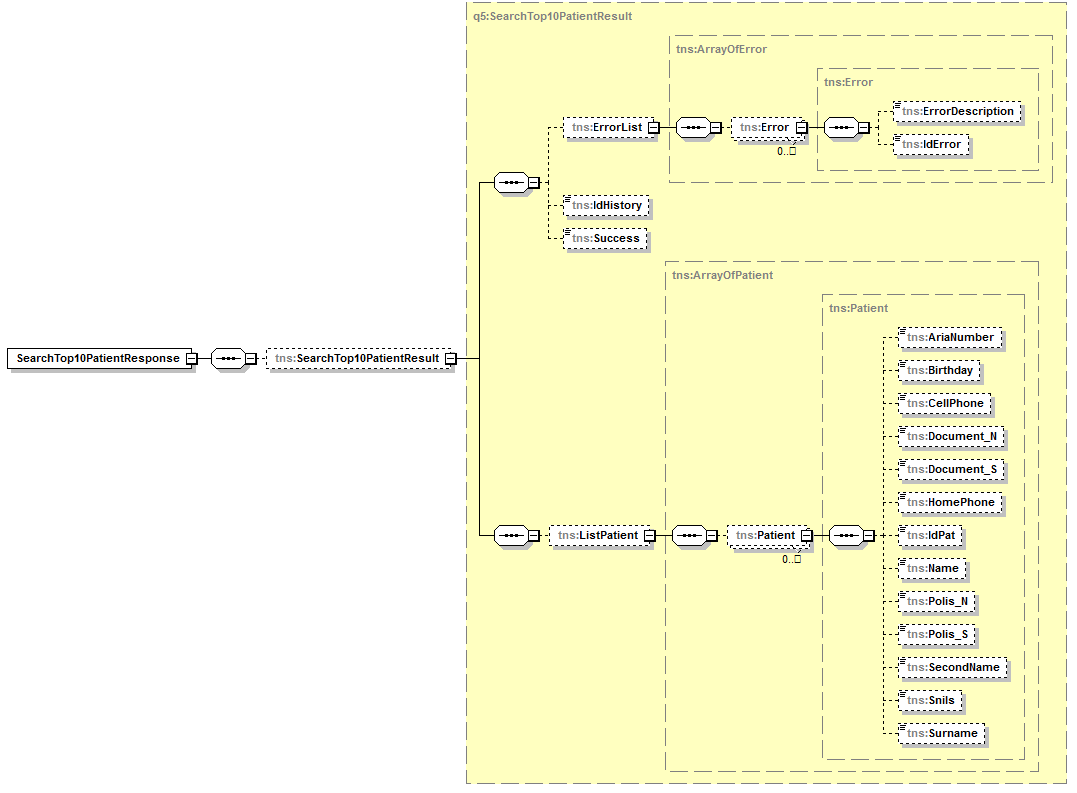 q5:SearchTop10PatientResult
tns:ArrayOfError
tns:Error
tns:ErrorDescription
tns:ErrorList
tns:Error
0..□
tns:IdError
tns:IdHistory
tns:Success
tns:ArrayOfPatient
tns:Patient
tns:AriaNumber
SearchTop10PatientResponse
tns:SearchTop10PatientResult
tns:Birthday
tns:CellPhone
tns:Document_N
tns:Document_S
tns:HomePhone
tns:ListPatient
tns:Patient
0..□
tns:IdPat
tns:Name
tns:Polis_N
tns:Polis_S
tns:SecondName
tns:Snils
tns:Surname